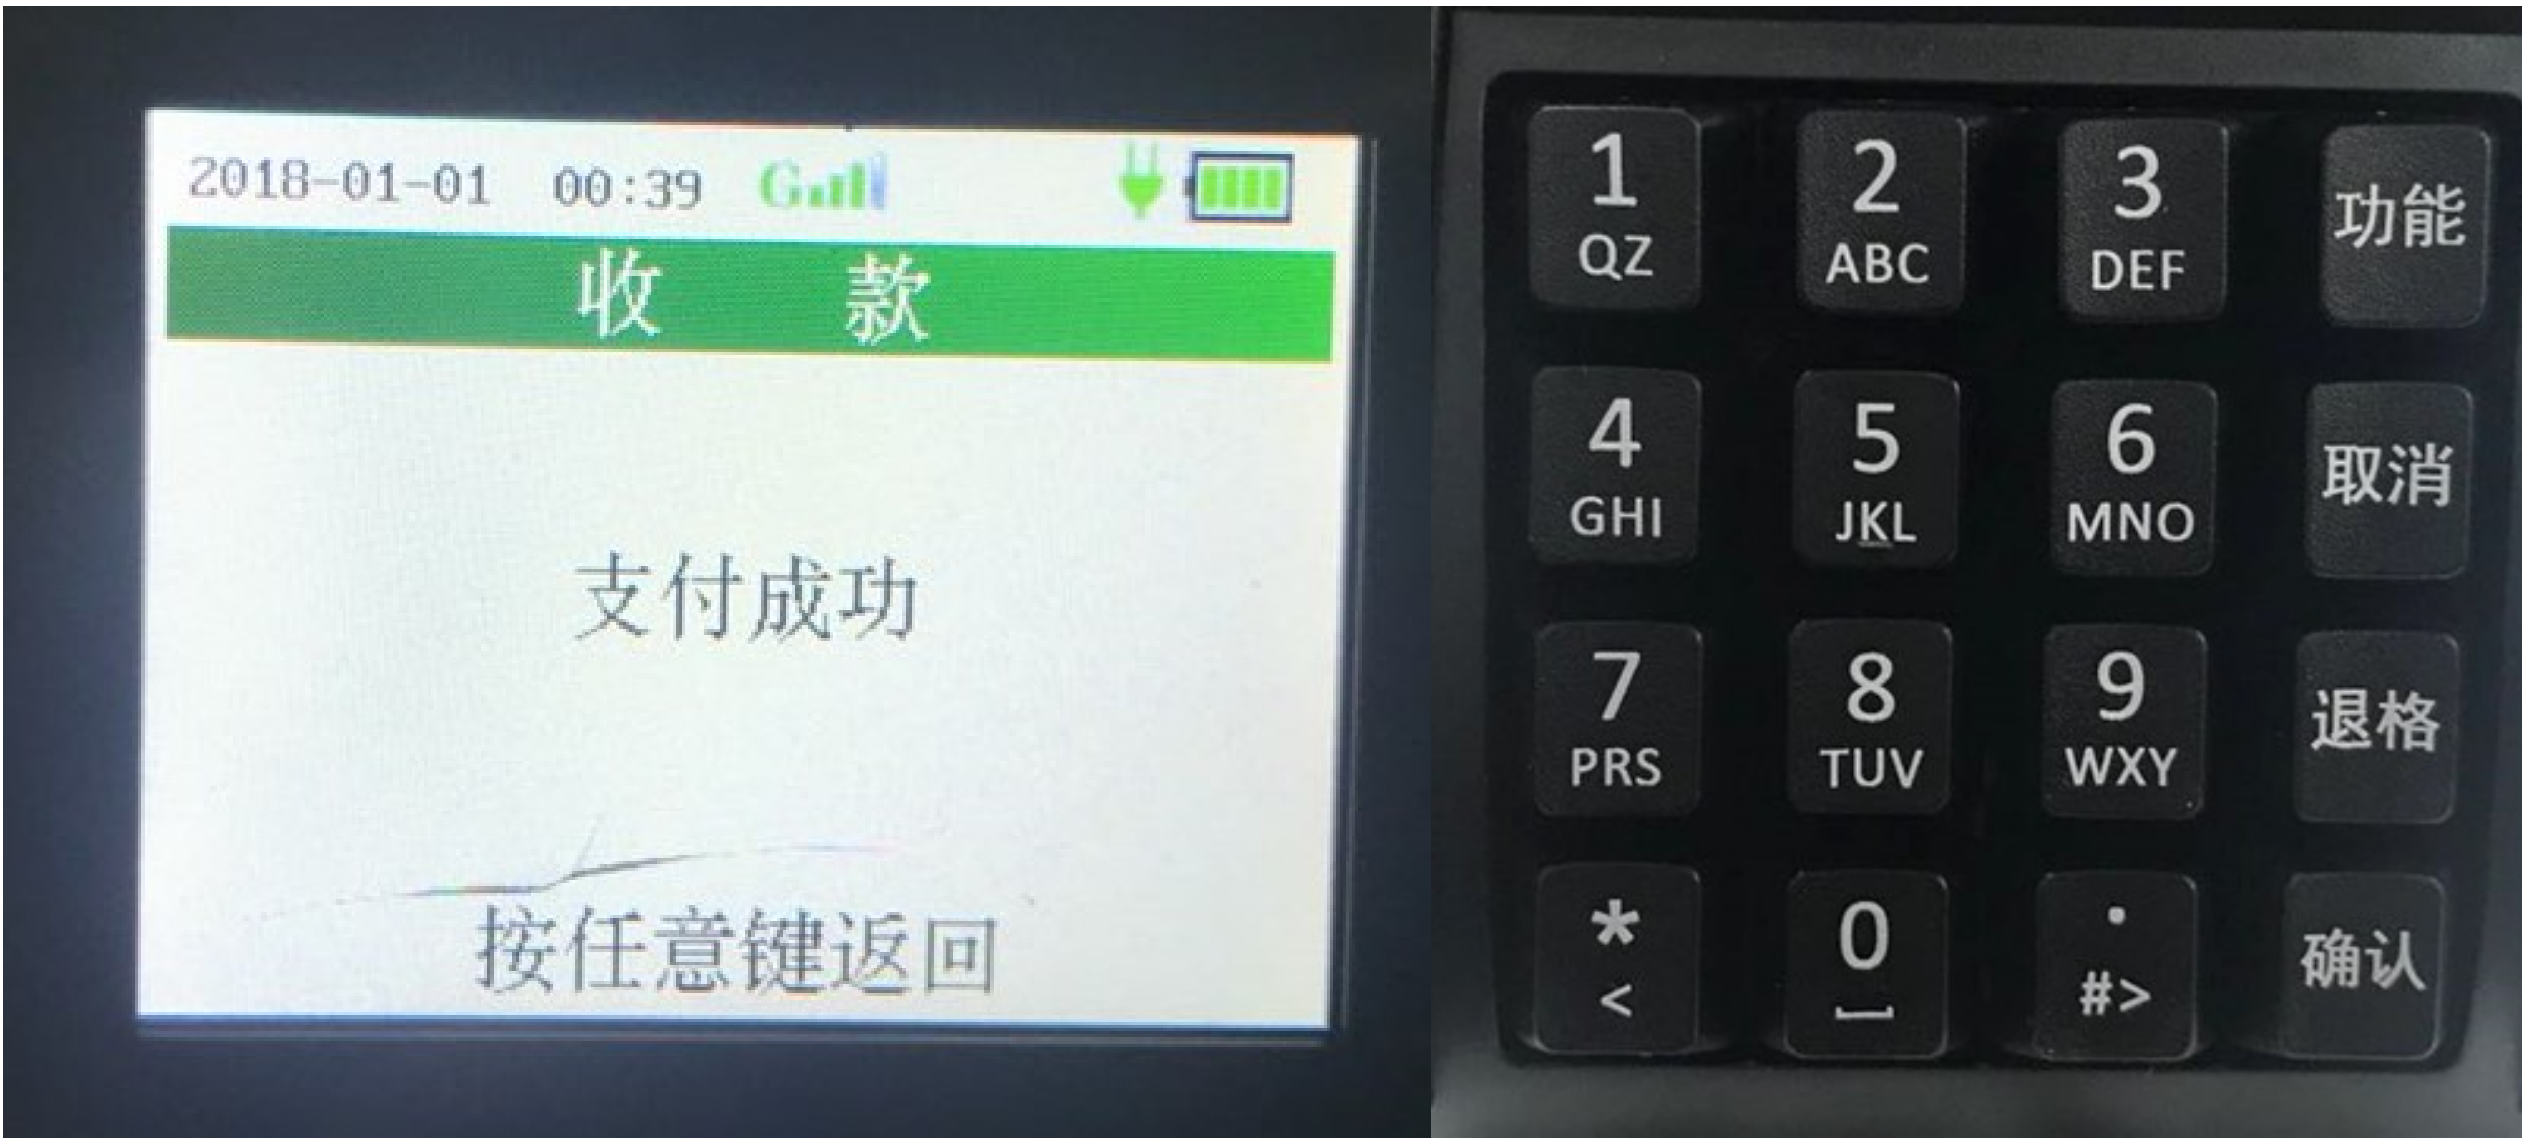 2018-01-01 00:39 G
收 款
支付成功
按任意键返回
1 2 3 功能
QZ ABC DEF
4 5 6 取消
GHI JKL MNO
7 8 9 退格
PRS TUV WXY
* 0 . 确认
< #>